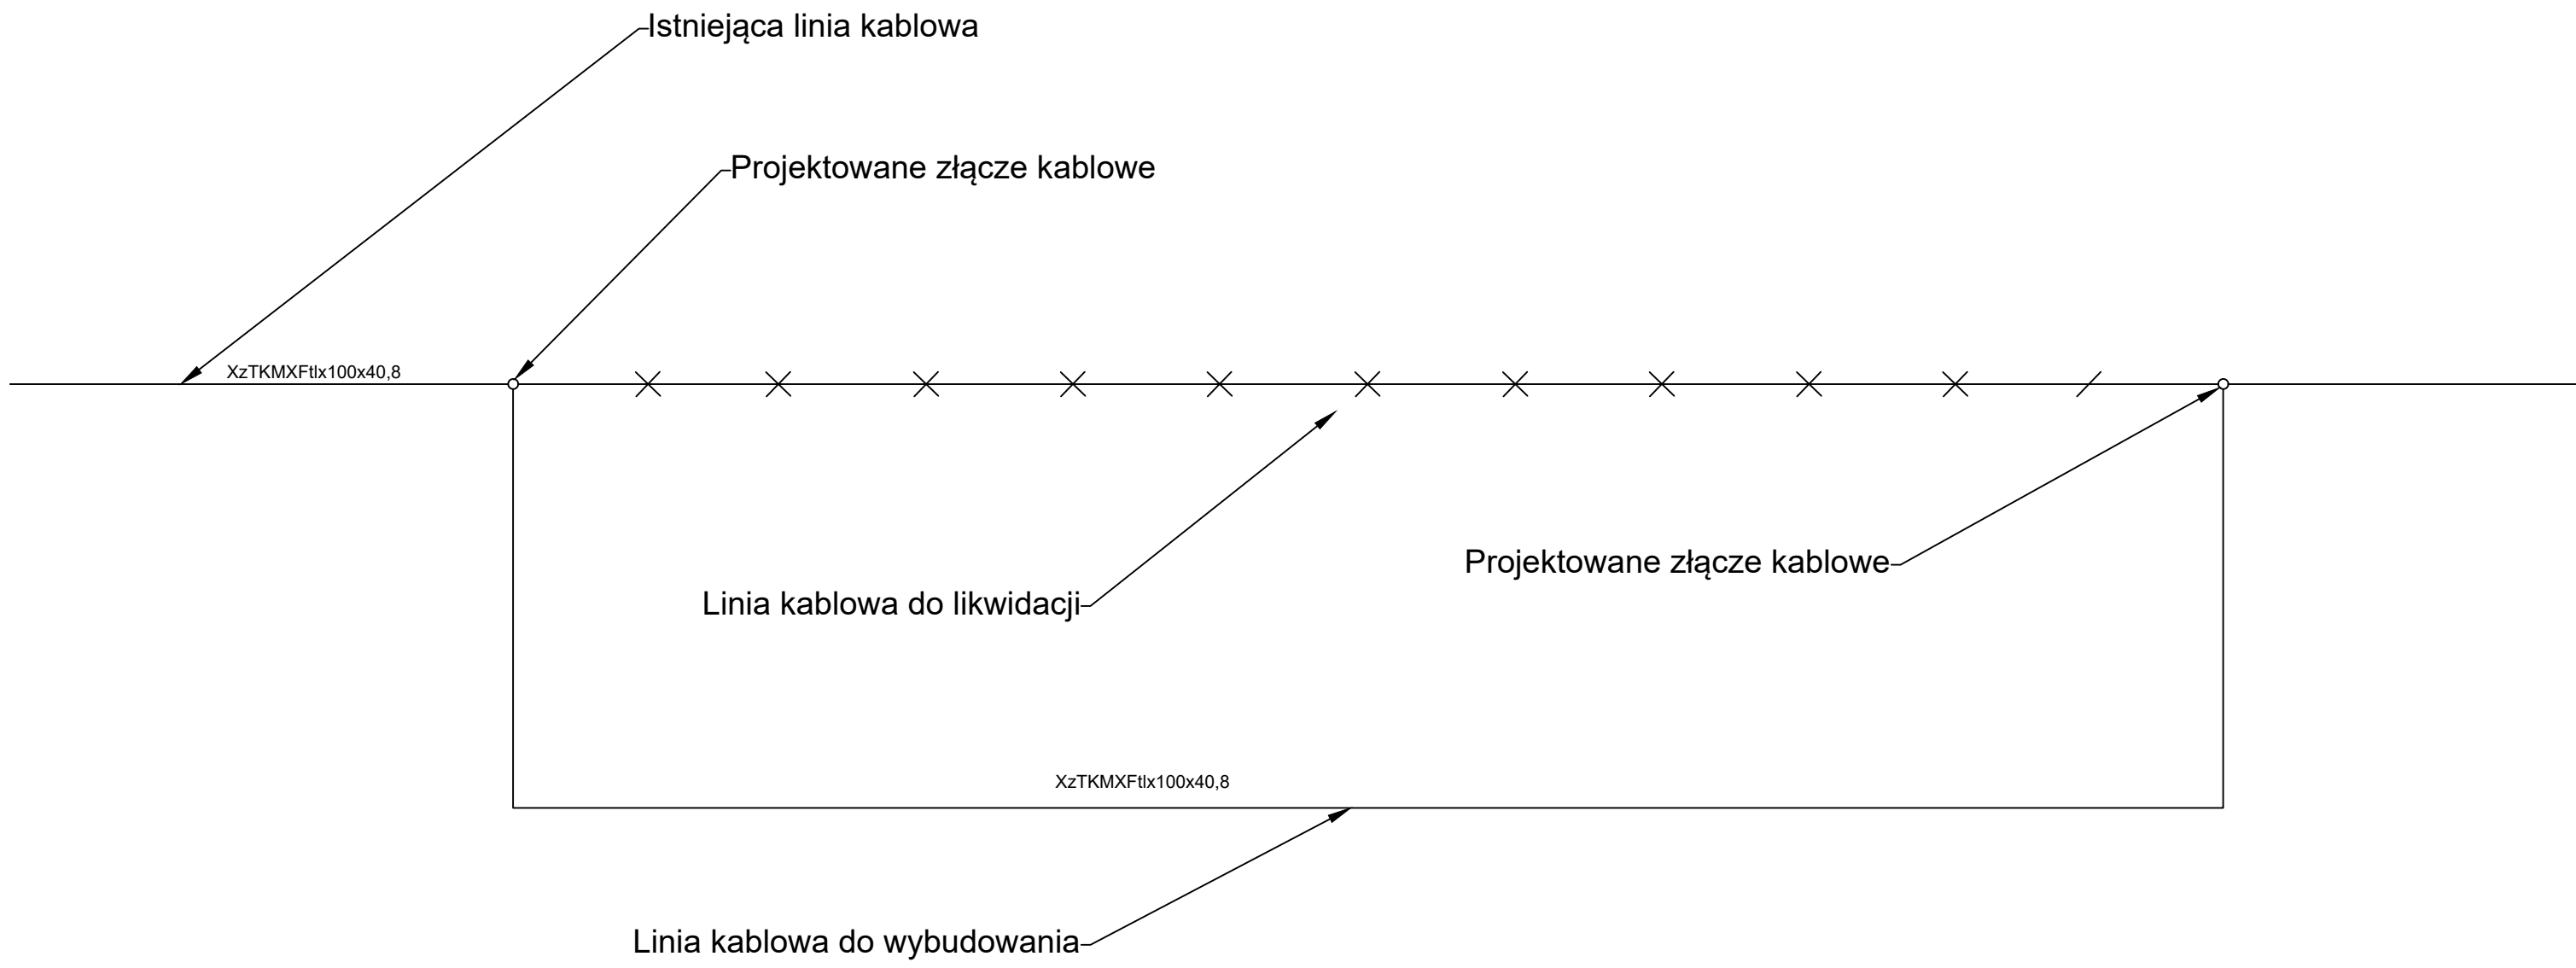 Istniejąca linia kablowa
Projektowane złącze kablowe
XzTKMXFtlx100x40,8
Projektowane złącze kablowe
Linia kablowa do likwidacji
XzTKMXFtlx100x40,8
Linia kablowa do wybudowania